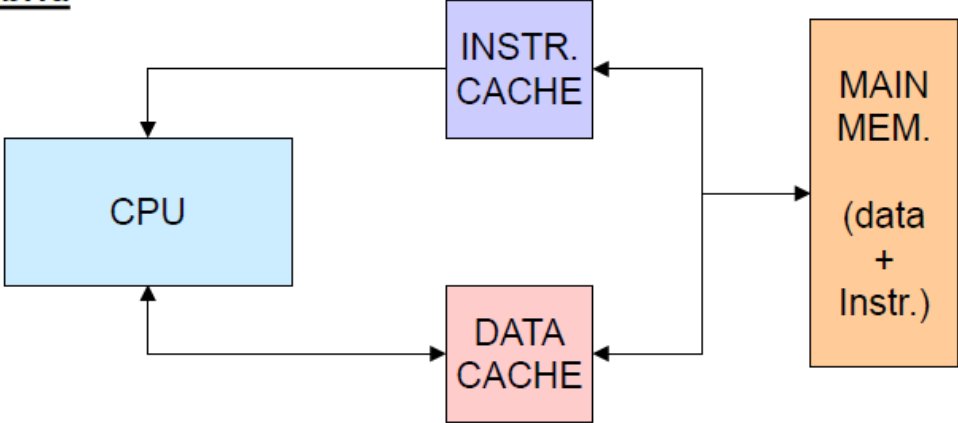 INSTR.
CACHE
MAIN
MEM.
(data
+
Instr.)
CPU
DATA
CACHE